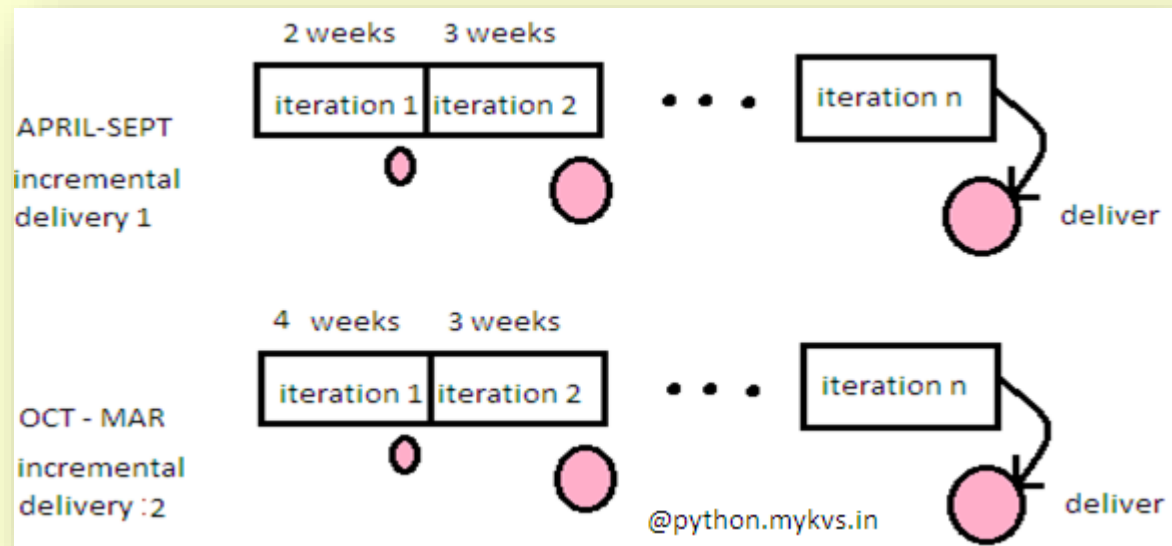 2 weeks 3 weeks
iteration 1 iteration 2 iteration n
APRIL-SEPT
incremental
delivery 1
deliver
4 weeks 3 weeks
iteration 1 iteration 2 iteration n
OCT - MAR
incremental
delivery :2
deliver
@python.mykvs.in